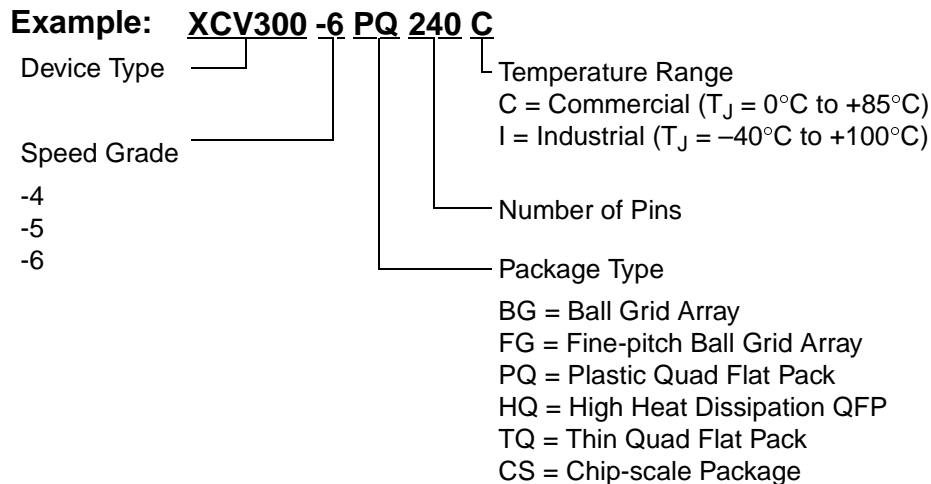 Example: XCV300 -6 PQ 240 C
Device Type
Speed Grade
-4
-5
-6
Temperature Range
C = Commercial (TJ = 0°C to +85°C)
I = Industrial (TJ = –40°C to +100°C)
Number of Pins
Package Type
BG = Ball Grid Array
FG = Fine-pitch Ball Grid Array
PQ = Plastic Quad Flat Pack
HQ = High Heat Dissipation QFP
TQ = Thin Quad Flat Pack
CS = Chip-scale Package